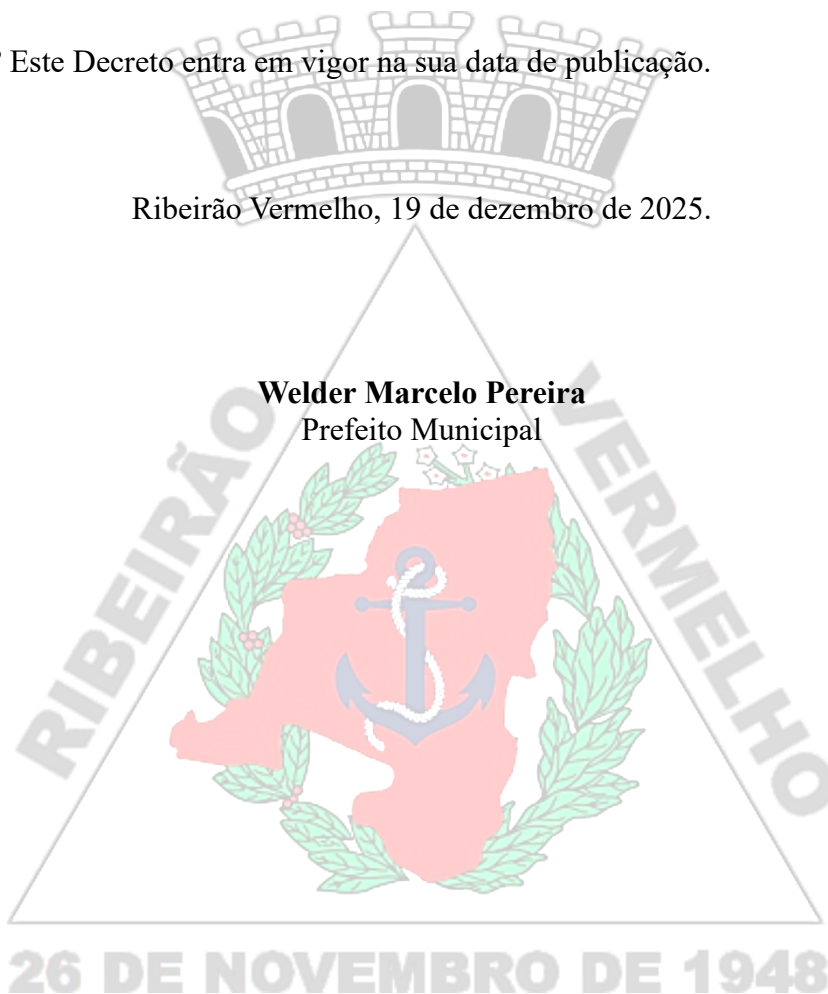 ° Este Decreto entra em vigor na sua data de publicação.
Ribeirão Vermelho, 19 de dezembro de 2025.
Welder Marcelo Pereira
Prefeito Municipal
RIBEIRÃO
VERMELHO
26 DE NOVEMBRO DE 1948